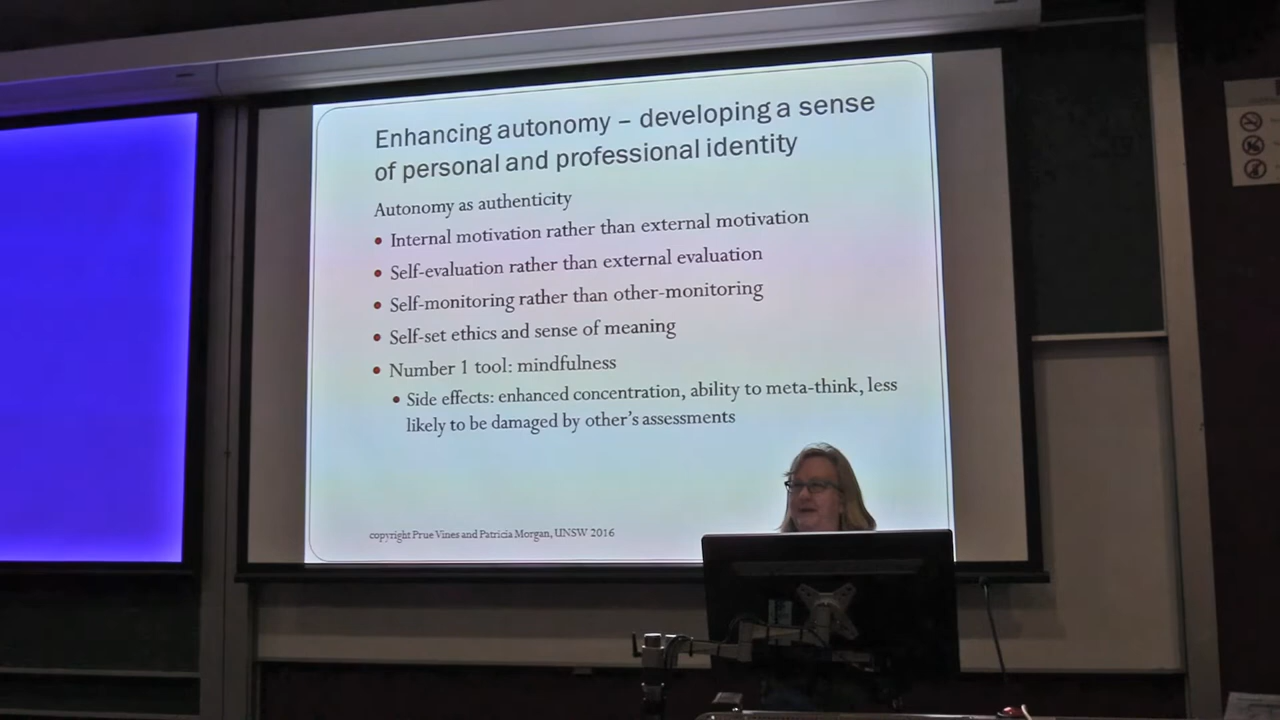 Enhancing autonomy – developing a sense
of personal and professional identity
Autonomy as authenticity
• Internal motivation rather than external motivation
• Self-evaluation rather than external evaluation
• Self-monitoring rather than other-monitoring
• Self-set ethics and sense of meaning
• Number 1 tool: mindfulness
• Side effects: enhanced concentration, ability to meta-think, less
likely to be damaged by other's assessments
copyright Prue Vines and Patricia Morgan, UNSW 2016